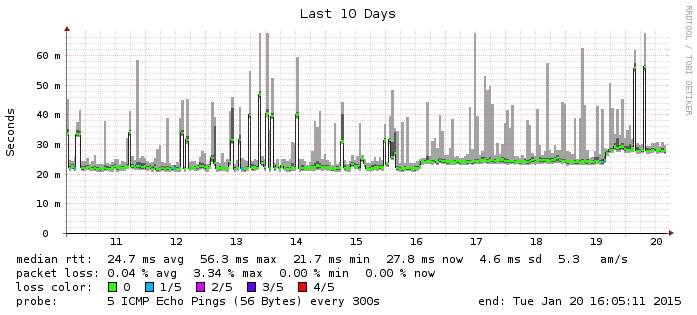 Last 10 Days
RRDTOOL / TOBI OETIKER
Seconds
60 m
50 m
40 m
30 m
20 m
10 m
0
11 12 13 14 15 16 17 18 19 20
median rtt: 24.7 ms avg 56.3 ms max 21.7 ms min 27.8 ms now 4.6 ms sd 5.3 am/s
packet loss: 0.04 % avg 3.34 % max 0.00 % min 0.00 % now
loss color: 0 1/5 2/5 3/5 4/5
probe: 5 ICMP Echo Pings (56 Bytes) every 300s end: Tue Jan 20 16:05:11 2015